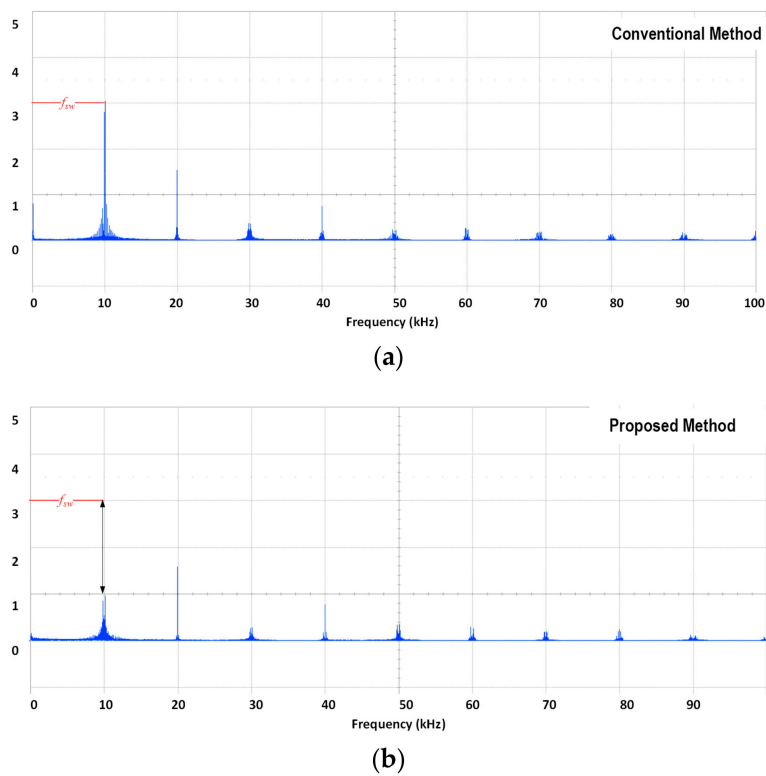 5
Conventional Method
4
3
f_sw
2
1
0
0 10 20 30 40 50 60 70 80 90 100
Frequency (kHz)
(a)
5
Proposed Method
4
3
f_sw
2
1
0
0 10 20 30 40 50 60 70 80 90
Frequency (kHz)
(b)